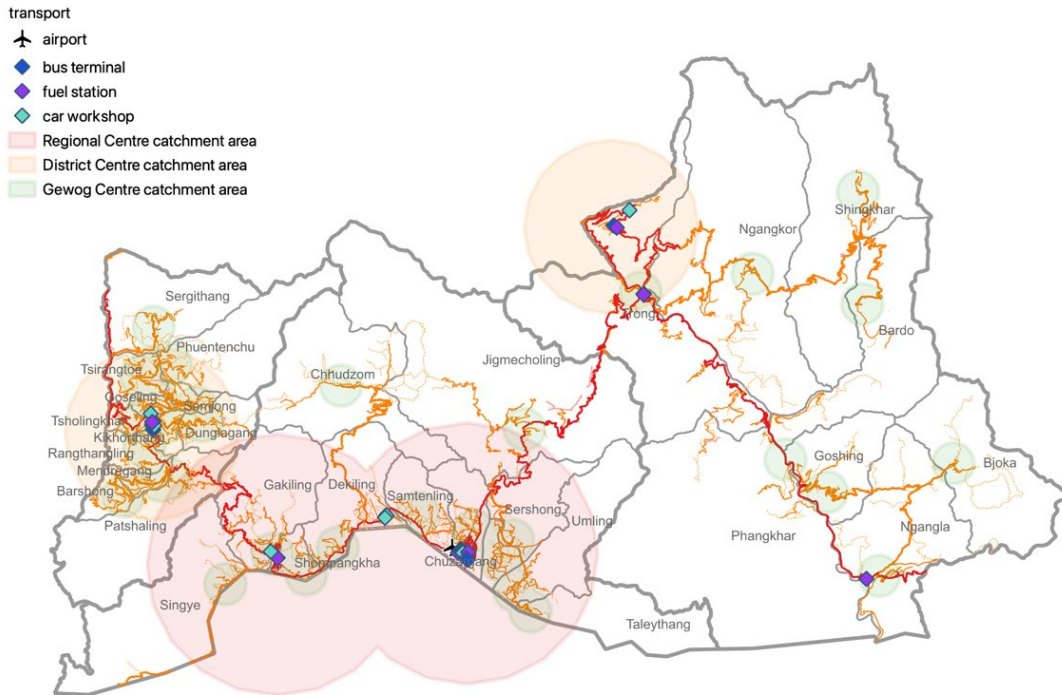 transport
airport
bus terminal
fuel station
car workshop
Regional Centre catchment area
District Centre catchment area
Gewog Centre catchment area
Shingkhar
Ngangkor
Sergithang
Trong
Bardo
Phuentenchu
Jigmecholing
Tsirangtoe
Chhudzom
Goseling
Semjong
Tsholingkhar
Dunglagang
Kikhorthang
Rangthangling
Goshing
Bjoka
Mendregang
Gakiling
Dekiling
Barshong
Samtenling
Sershong
Patshaling
Umling
Ngangla
Phangkhar
Shompangkha
Singye
Taleythang